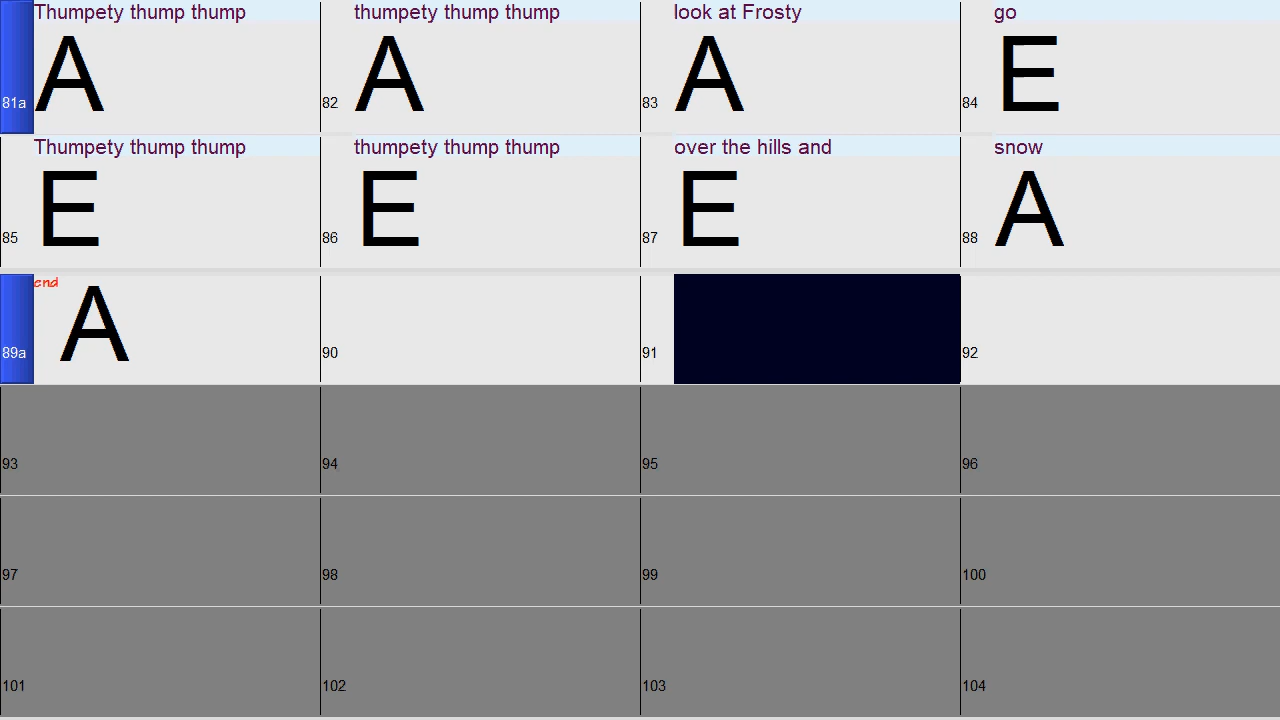 Thumpety thump thump thumpety thump thump look at Frosty go
81a A 82 A 83 A 84 E
Thumpety thump thump thumpety thump thump over the hills and snow
85 E 86 E 87 E 88 A
end
89a A 90 91 92
93 94 95 96
97 98 99 100
101 102 103 104